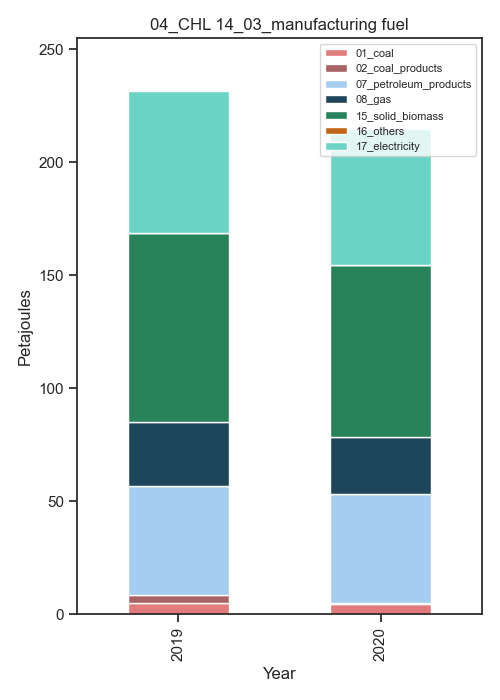 04_CHL 14_03_manufacturing fuel
250
200
150
100
50
0
Petajoules
01_coal
02_coal_products
07_petroleum_products
08_gas
15_solid_biomass
16_others
17_electricity
2019
2020
Year